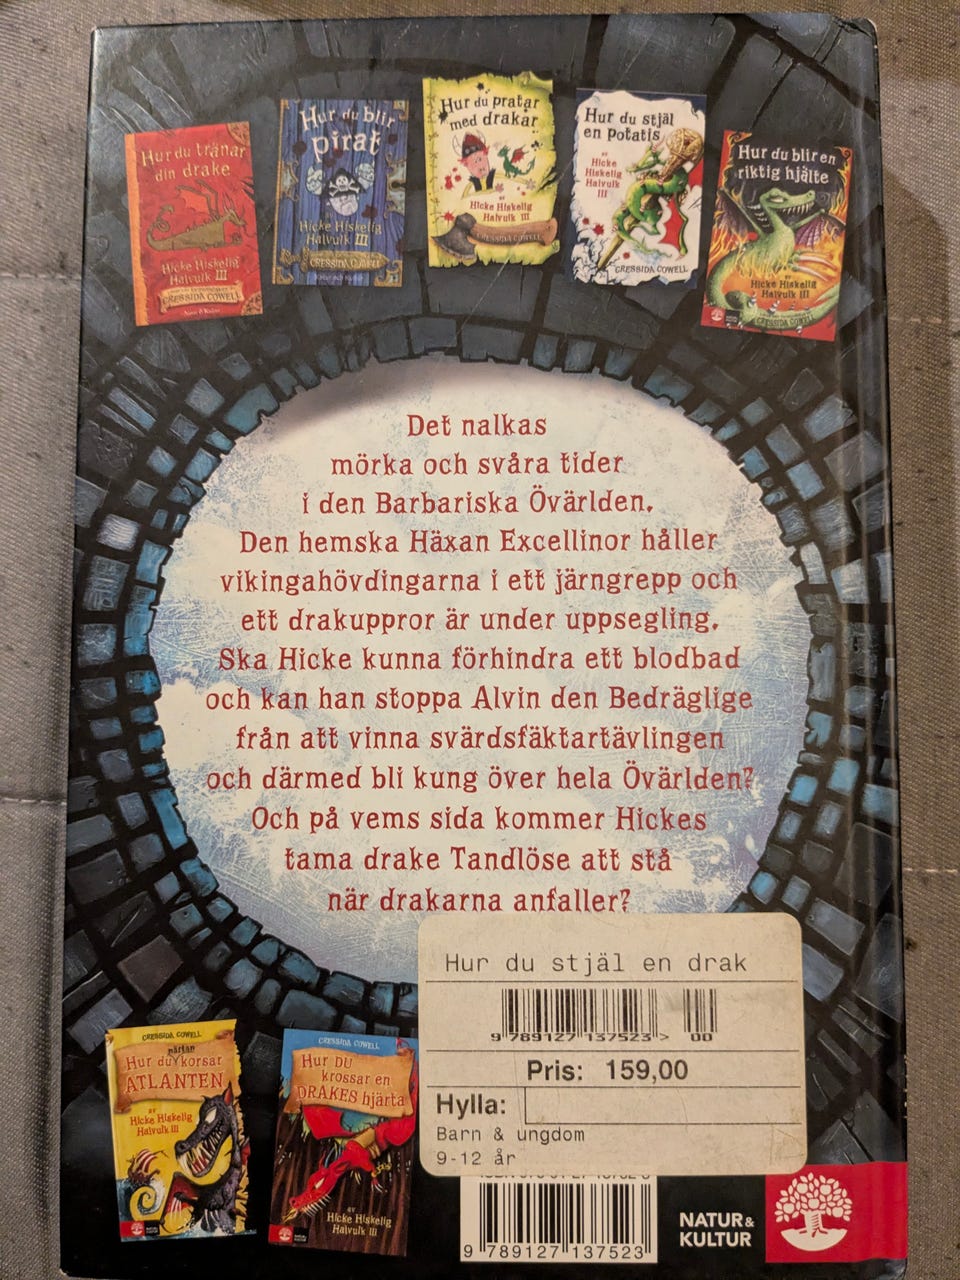 Hur du tränar
din drake
Hicke Hiskelig
Halvulk III
CRESSIDA COWELL
Hur du blir
pirat
Hicke Hiskelig
Halvulk III
CRESSIDA COWELL
Hur du pratar
med drakar
av
Hicke Hiskelig
Halvulk III
CRESSIDA COWELL
Hur du stjäl
en potatis
av
Hicke
Hiskelig
Halvulk
III
CRESSIDA COWELL
Hur du blir en
riktig hjälte
av
Hicke Hiskelig
Halvulk III
CRESSIDA COWELL
Det nalkas
mörka och svåra tider
i den Barbariska Övärlden.
Den hemska Häxan Excellinor håller
vikingahövdingarna i ett järngrepp och
ett drakuppror är under uppsegling.
Ska Hicke kunna förhindra ett blodbad
och kan han stoppa Alvin den Bedräglige
från att vinna svärdsfäktartävlingen
och därmed bli kung över hela Övärlden?
Och på vems sida kommer Hickes
tama drake Tandlöse att stå
när drakarna anfaller?
Hur du stjäl en drak
9 789127 137523 > 00
Pris: 159,00
Hylla:
Barn & ungdom
9-12 år
CRESSIDA COWELL
nästan
Hur du korsar
ATLANTEN
av
Hicke Hiskelig
Halvulk III
CRESSIDA COWELL
Hur DU
krossar en
DRAKES hjärta
av
Hicke Hiskelig
Halvulk III
9 789127 137523
NATUR &
KULTUR